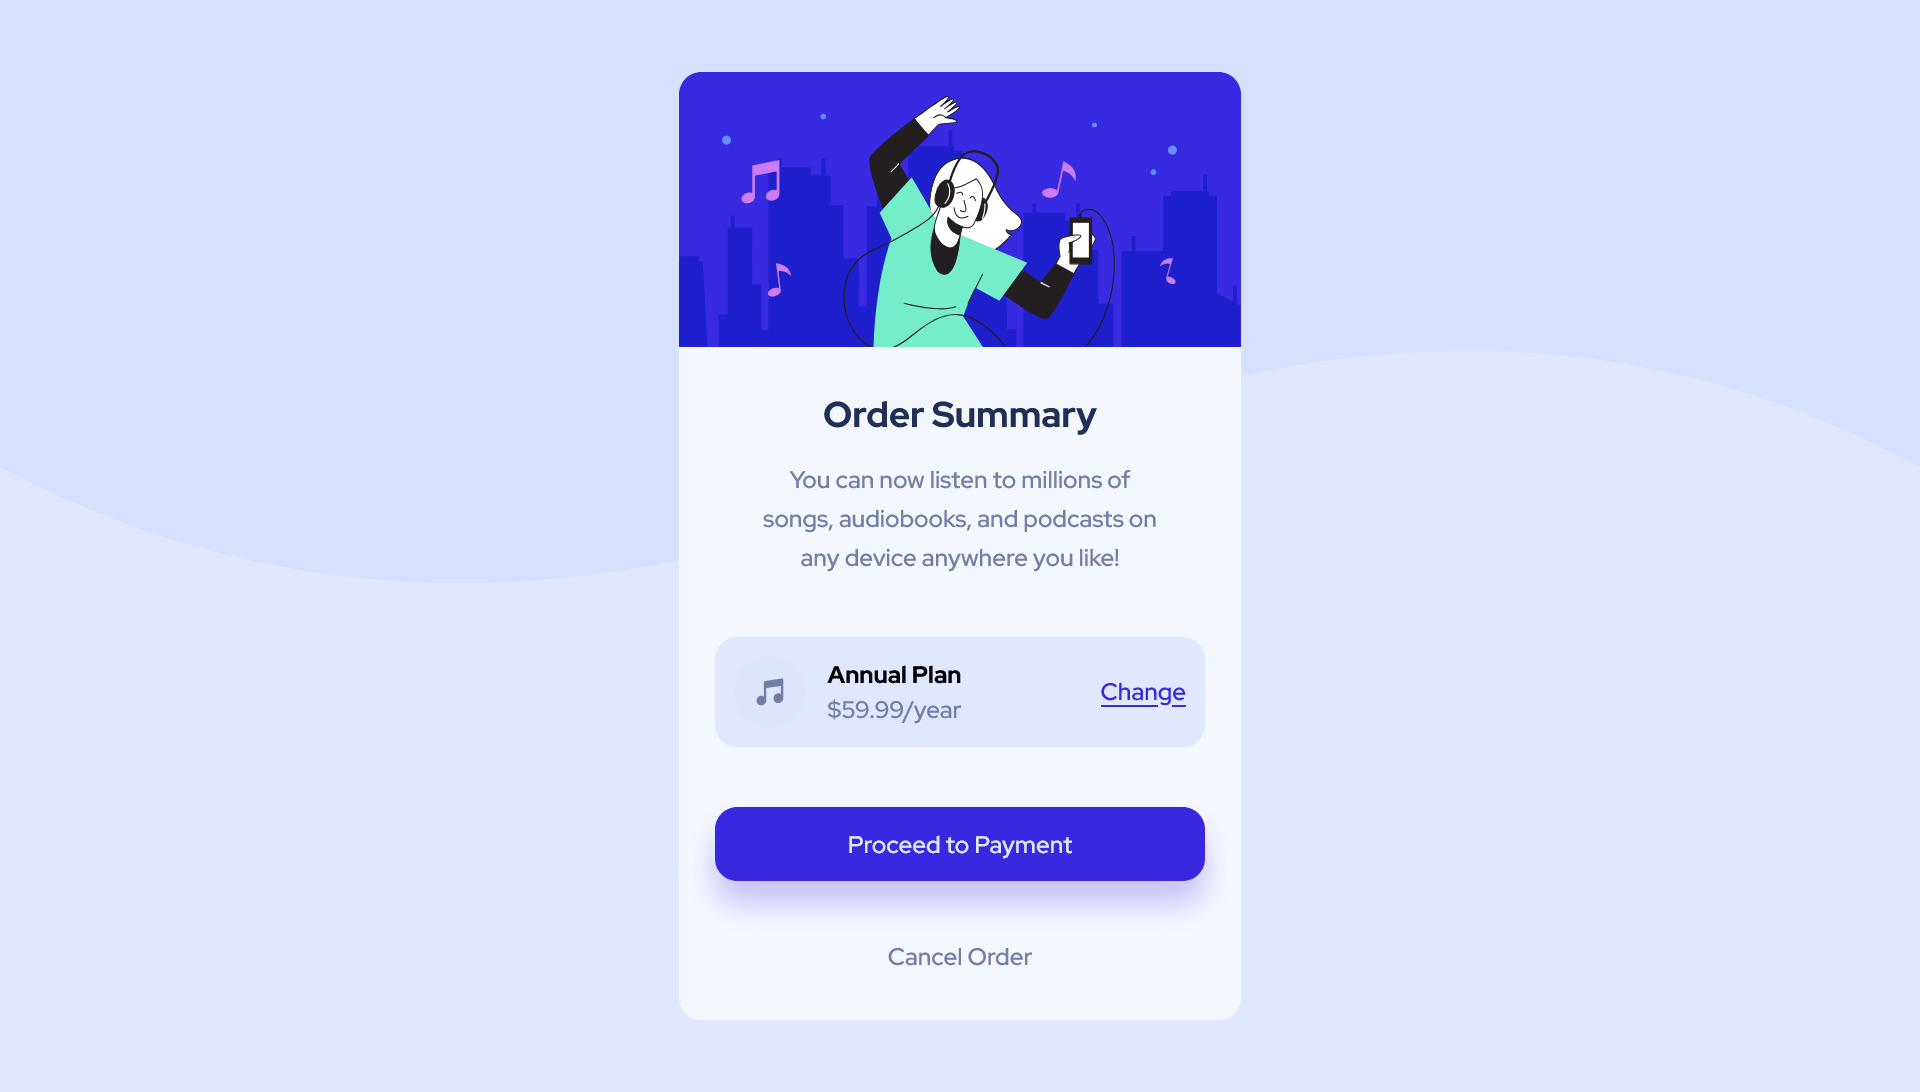 Order Summary
You can now listen to millions of
songs, audiobooks, and podcasts on
any device anywhere you like!
Annual Plan
$59.99/year
Change
Proceed to Payment
Cancel Order